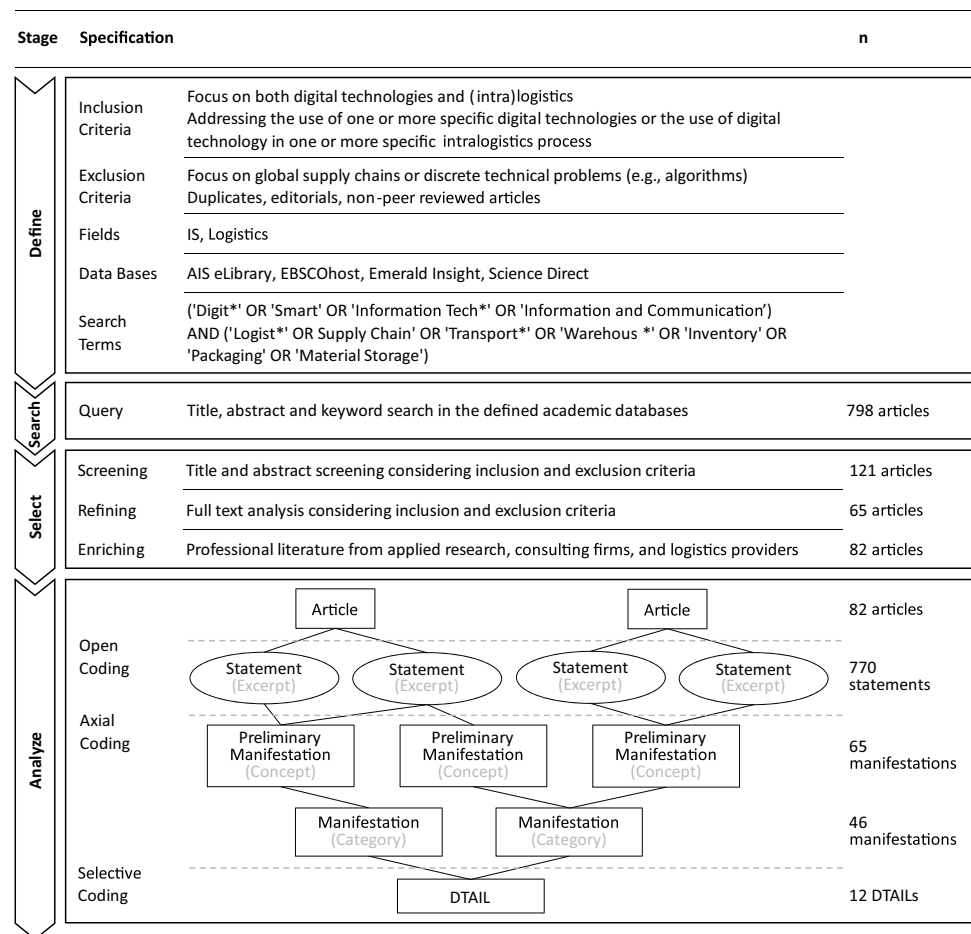 Stage Specification n
Define
Inclusion Criteria
Focus on both digital technologies and (intra)logistics
Addressing the use of one or more specific digital technologies or the use of digital
technology in one or more specific intralogistics process
Exclusion Criteria
Focus on global supply chains or discrete technical problems (e.g., algorithms)
Duplicates, editorials, non-peer reviewed articles
Fields IS, Logistics
Data Bases AIS eLibrary, EBSCOhost, Emerald Insight, Science Direct
Search Terms
('Digit*' OR 'Smart' OR 'Information Tech*' OR 'Information and Communication’)
AND ('Logist*' OR Supply Chain' OR 'Transport*' OR 'Warehous *' OR 'Inventory' OR
'Packaging' OR 'Material Storage')
Search
Query Title, abstract and keyword search in the defined academic databases 798 articles
Select
Screening Title and abstract screening considering inclusion and exclusion criteria 121 articles
Refining Full text analysis considering inclusion and exclusion criteria 65 articles
Enriching Professional literature from applied research, consulting firms, and logistics providers 82 articles
Analyze
Article Article 82 articles
Open
Coding
Statement Statement Statement Statement
(Excerpt) (Excerpt) (Excerpt) (Excerpt)
770
statements
Axial
Coding
Preliminary Preliminary Preliminary
Manifestation Manifestation Manifestation
(Concept) (Concept) (Concept)
65
manifestations
Manifestation Manifestation
(Category) (Category)
46
manifestations
Selective
Coding
DTAIL 12 DTAILs